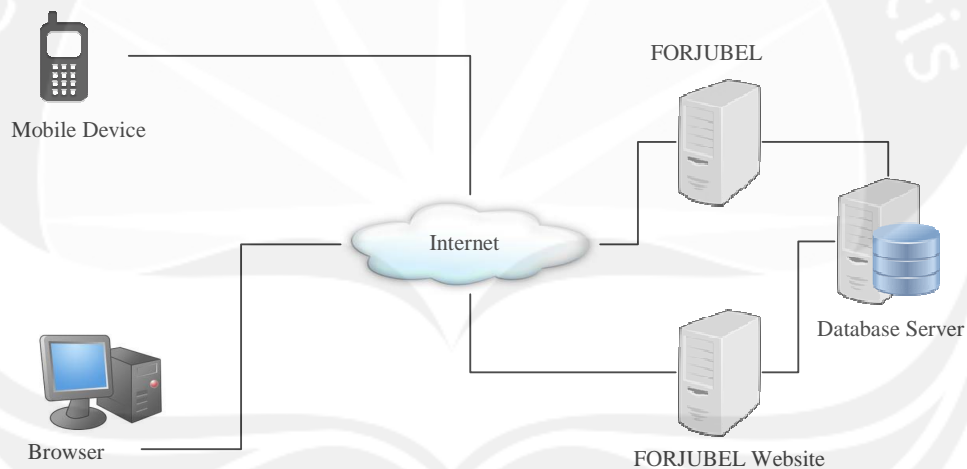 FORJUBEL
Mobile Device
Internet
Database Server
Browser
FORJUBEL Website